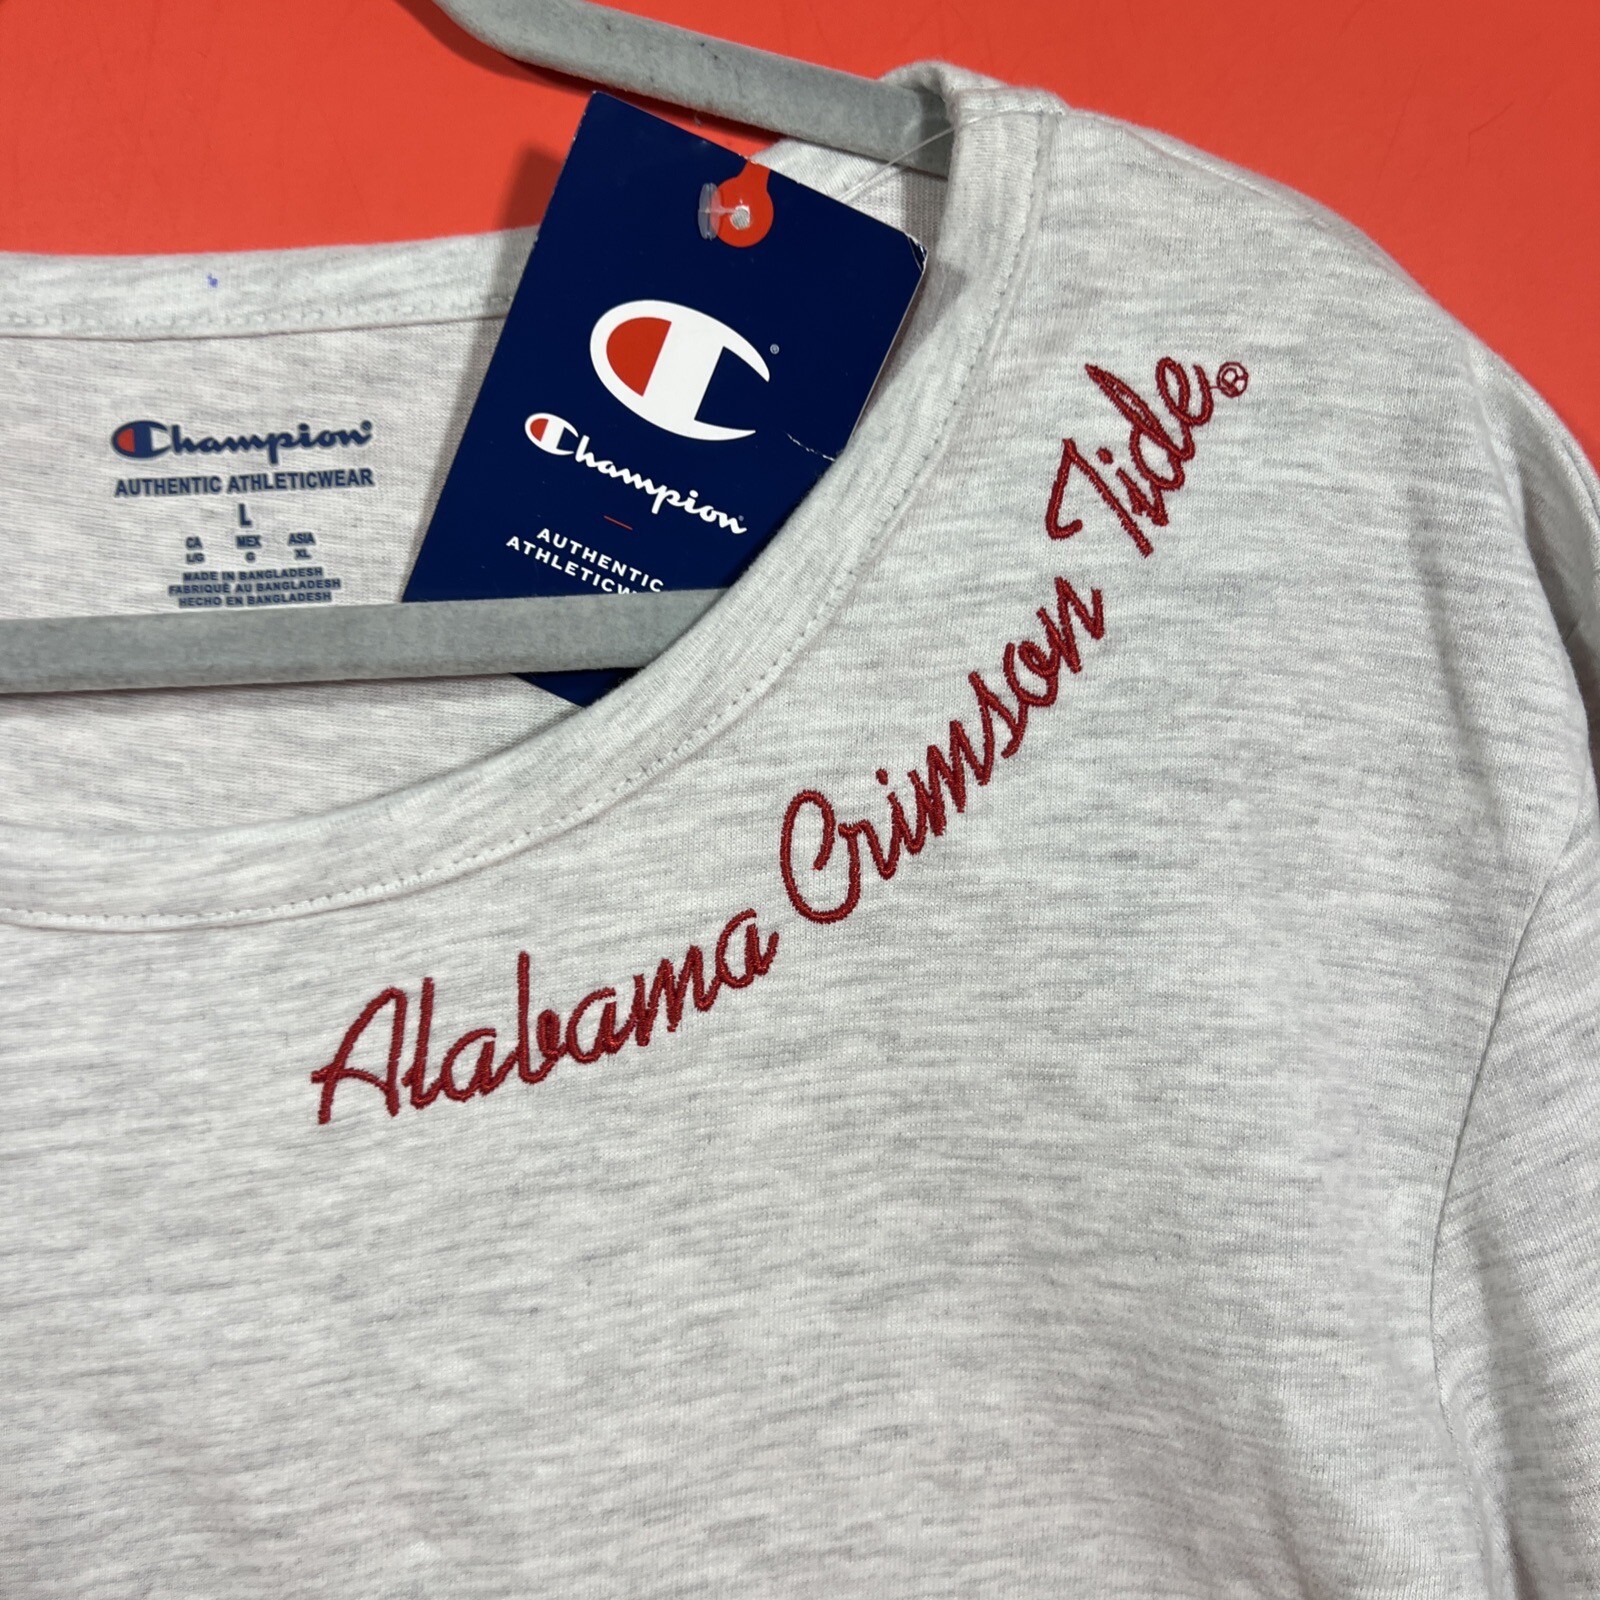 Champion®
AUTHENTIC ATHLETICWEAR
L
CA MEX ASIA
L/G G XL
MADE IN BANGLADESH
FABRIQUÉ AU BANGLADESH
HECHO EN BANGLADESH
®
Champion
AUTHENTIC
Alabama Crimson Tide®